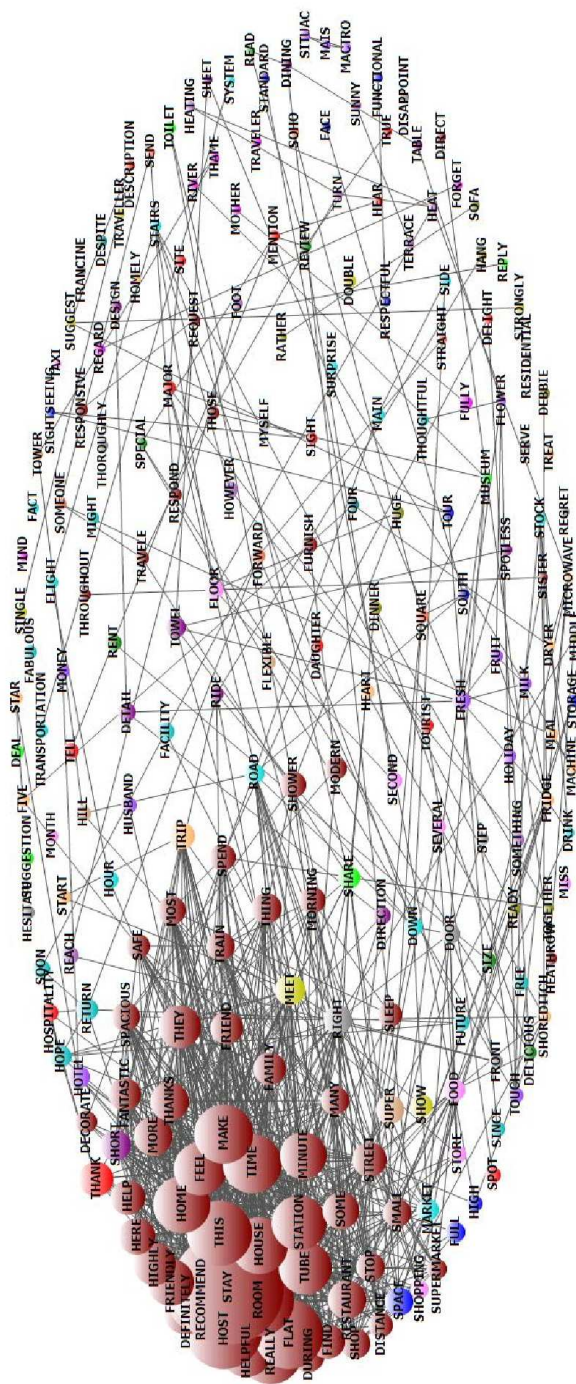 SITUAC
MAIS
MACTRO
READ
DINING
SUNNY
SYSTEM
STANDARD
FUNCTIONAL
SHEET
DISAPPOINT
HEATING
SOHO
FACE
TRUE
TABLE
DIRECT
TOILET
THAME
TRAVELER
TURN
HEAR
HEAT
FORGET
SEND
RIVER
MENTION
REVIEW
TERRACE
SOFA
DESCRIPTION
STAIRS
SITE
MOTHER
DOUBLE
RESPECTFUL
SIDE
HANG
REPLY
TRAVELLER
HOMELY
REQUEST
FOOT
RATHER
STRAIGHT
DELIGHT
STRONGLY
DESPITE
DESIGN
SURPRISE
FRANCINE
REGARD
MAJOR
THOSE
MYSELF
MAIN
THOUGHTFUL
FULLY
FLOWER
RESIDENTIAL
SUGGEST
TAXI
RESPONSIVE
SPECIAL
SIGHT
MUSEUM
SERVE
DEBBIE
SIGHTSEEING
THOROUGHLY
RESPOND
HOWEVER
FOUR
HUGE
TOUR
TREAT
TOWER
SOMEONE
MIGHT
TRAVELE
FORWARD
FURNISH
SPOTLESS
STOCK
REGRET
FACT
FLIGHT
THROUGHOUT
FLOOR
DINNER
SOUTH
SISTER
MICROWAVE
MIND
TOWEL
FLEXIBLE
DAUGHTER
SQUARE
FRUIT
DRYER
SINGLE
FABULOUS
MONEY
RENT
DETAIL
RIDE
HEART
FRESH
MILK
STORAGE
STAR
TRANSPORTATION
FACILITY
TOURIST
HOLIDAY
MEAL
MACHINE
DEAL
FIVE
TELL
HUSBAND
ROAD
SHOWER
MODERN
SECOND
STEP
SOMETHING
FRIDGE
DRINK
SUGGESTION
MONTH
HILL
TRIP
SPEND
SEVERAL
READY
TOGETHER
MISS
HESITATE
START
HOUR
MOST
THING
MORNING
SHARE
DIRECTION
DOWN
DOOR
SIZE
HEATHROW
SOON
REACH
SAFE
TRAIN
MEET
FREE
SHOREDITCH
HOSPITALITY
RETURN
SPACIOUS
THEY
FRIEND
RIGHT
SLEEP
FUTURE
FRONT
DELICIOUS
HOPE
HOTEL
FANTASTIC
THANKS
FAMILY
MANY
SUPER
SHOW
FOOD
TOUCH
DECORATE
SHORT
MORE
MAKE
TIME
MINUTE
STREET
STORE
SINCE
THANK
HELP
HOME
FEEL
STATION
SOME
SMALL
MARKET
HIGH
SPOT
HERE
THIS
HOUSE
TUBE
STOP
FULL
HIGHLY
FRIENDLY
STAY
ROOM
RESTAURANT
SPACE
SHOPPING
SUPERMARKET
DEFINITELY
RECOMMEND
HOST
FLAT
DISTANCE
HELPFUL
REALLY
DURING
FIND
SHOP